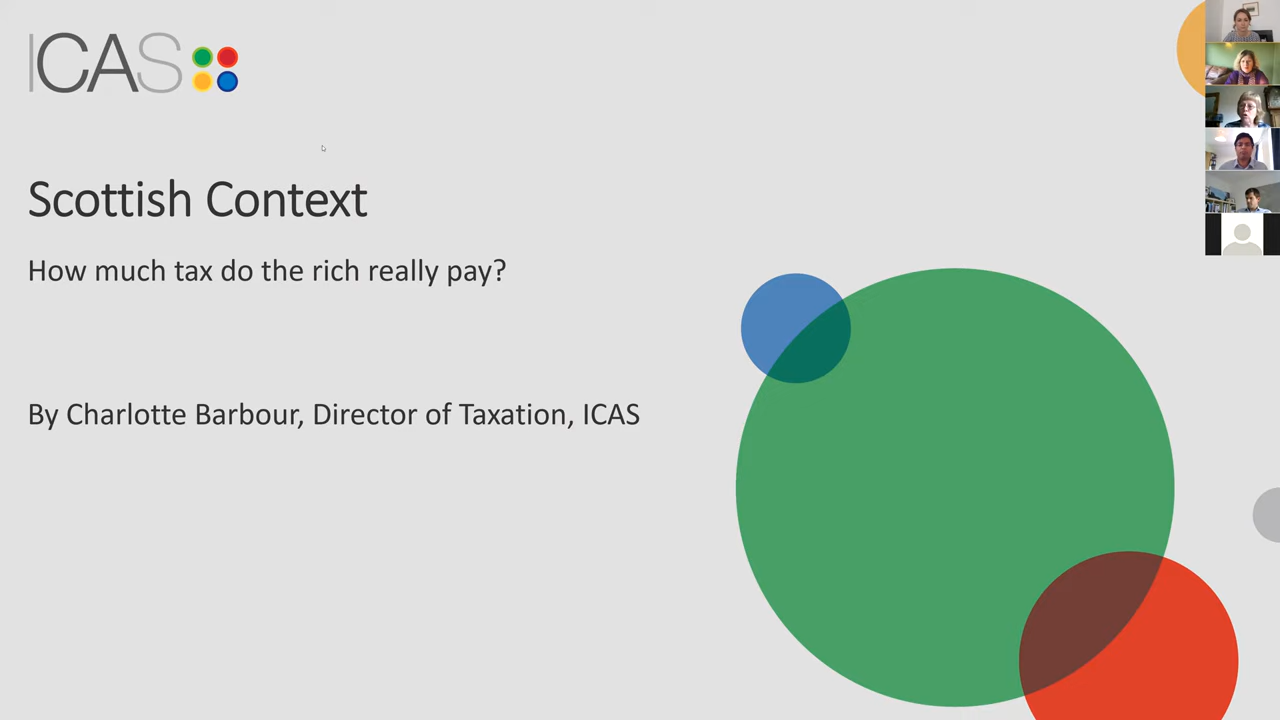 ICAS
Scottish Context
How much tax do the rich really pay?
By Charlotte Barbour, Director of Taxation, ICAS